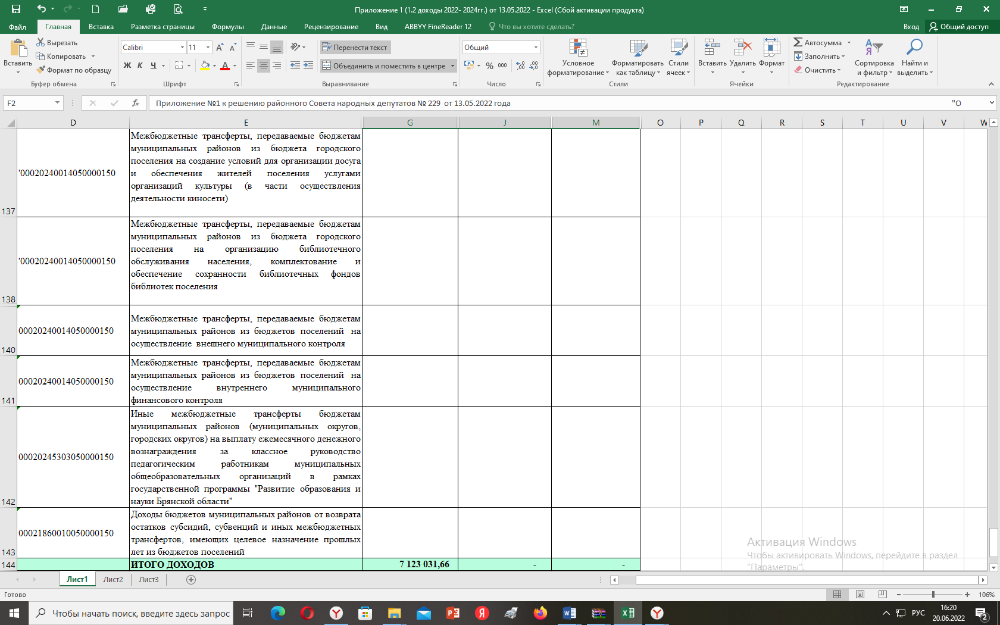 Приложение 1 (1.2 доходы 2022- 2024гг.) от 13.05.2022 - Excel (Сбой активации продукта)
Файл Главная Вставка Разметка страницы Формулы Данные Рецензирование Вид ABBYY FineReader 12 Что вы хотите сделать? Вход Общий доступ
Вставить
Вырезать
Копировать
Формат по образцу
Буфер обмена
Calibri 11
Ж К Ч
Шрифт
Перенести текст
Объединить и поместить в центре
Выравнивание
Общий
% 000
Число
Условное форматирование
Форматировать как таблицу
Стили ячеек
Стили
Вставить Удалить Формат
Ячейки
Автосумма
Заполнить
Очистить
Сортировка и фильтр
Найти и выделить
Редактирование
F2 fx Приложение №1 к решению районного Совета народных депутатов № 229 от 13.05.2022 года "О
D E G J M O P Q R S T U V W
137 '00020240014050000150
Межбюджетные трансферты, передаваемые бюджетам
муниципальных районов из бюджета городского
поселения на создание условий для организации досуга
и обеспечения жителей поселения услугами
организаций культуры (в части осуществления
деятельности киносети)
138 '00020240014050000150
Межбюджетные трансферты, передаваемые бюджетам
муниципальных районов из бюджета городского
поселения на организацию библиотечного
обслуживания населения, комплектование и
обеспечение сохранности библиотечных фондов
библиотек поселения
140 00020240014050000150
Межбюджетные трансферты, передаваемые бюджетам
муниципальных районов из бюджетов поселений на
осуществление внешнего муниципального контроля
141 00020240014050000150
Межбюджетные трансферты, передаваемые бюджетам
муниципальных районов из бюджетов поселений на
осуществление внутреннего муниципального
финансового контроля
142 00020245303050000150
Иные межбюджетные трансферты бюджетам
муниципальных районов (муниципальных округов,
городских округов) на выплату ежемесячного денежного
вознаграждения за классное руководство
педагогическим работникам муниципальных
общеобразовательных организаций в рамках
государственной программы "Развитие образования и
науки Брянской области"
143 00021860010050000150
Доходы бюджетов муниципальных районов от возврата
остатков субсидий, субвенций и иных межбюджетных
трансфертов, имеющих целевое назначение прошлых
лет из бюджетов поселений
144 ИТОГО ДОХОДОВ 7 123 031,66 - -
Активация Windows
Чтобы активировать Windows, перейдите в раздел
"Параметры".
Лист1 Лист2 Лист3
Готово 106%
Чтобы начать поиск, введите здесь запрос
РУС
16:20
20.06.2022
2